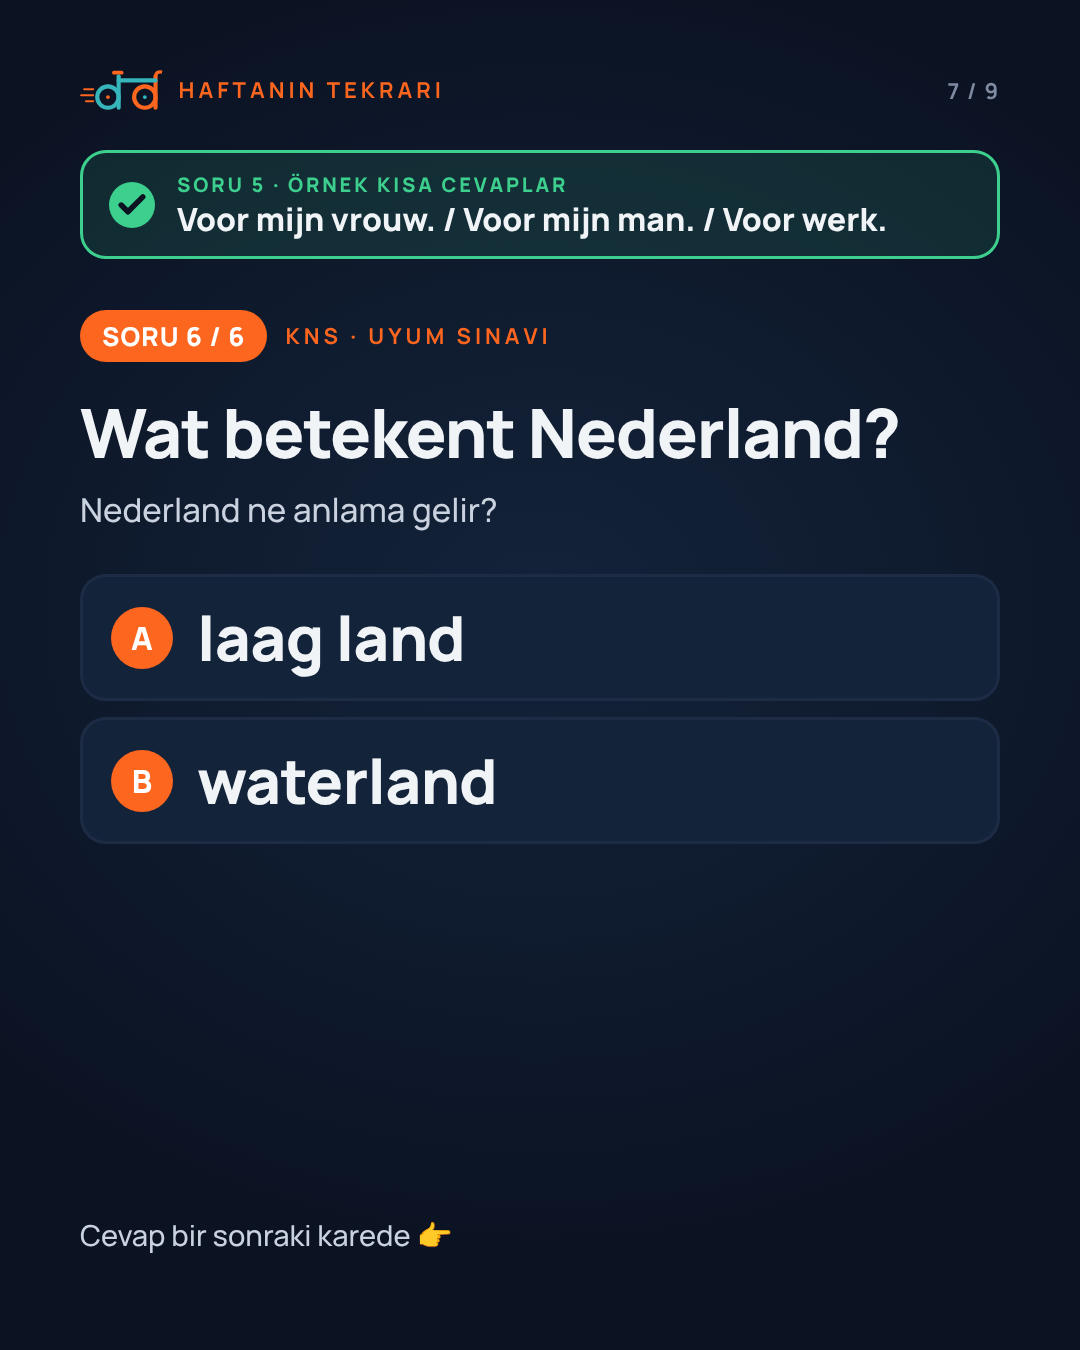 HAFTANIN TEKRARI
7 / 9
SORU 5 · ÖRNEK KISA CEVAPLAR
Voor mijn vrouw. / Voor mijn man. / Voor werk.
SORU 6 / 6
KNS · UYUM SINAVI
Wat betekent Nederland?
Nederland ne anlama gelir?
A laag land
B waterland
Cevap bir sonraki karede 👉